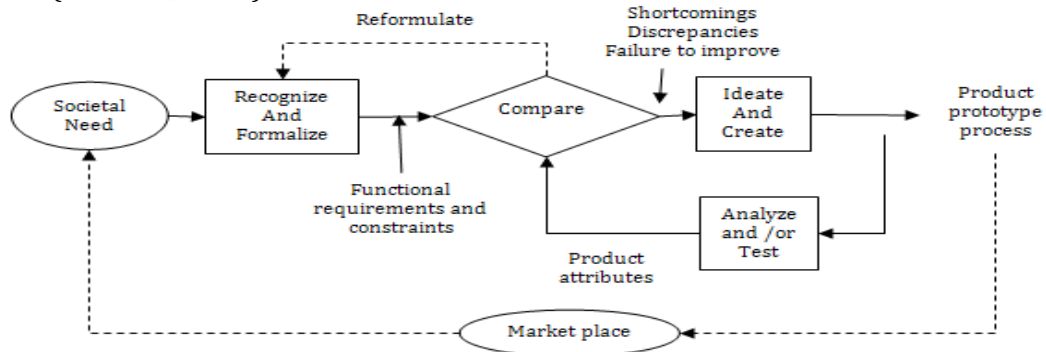 Reformulate
Shortcomings
Discrepancies
Failure to improve
Societal
Need
Recognize
And
Formalize
Compare
Ideate
And
Create
Product
prototype
process
Functional
requirements and
constraints
Analyze
and /or
Test
Product
attributes
Market place